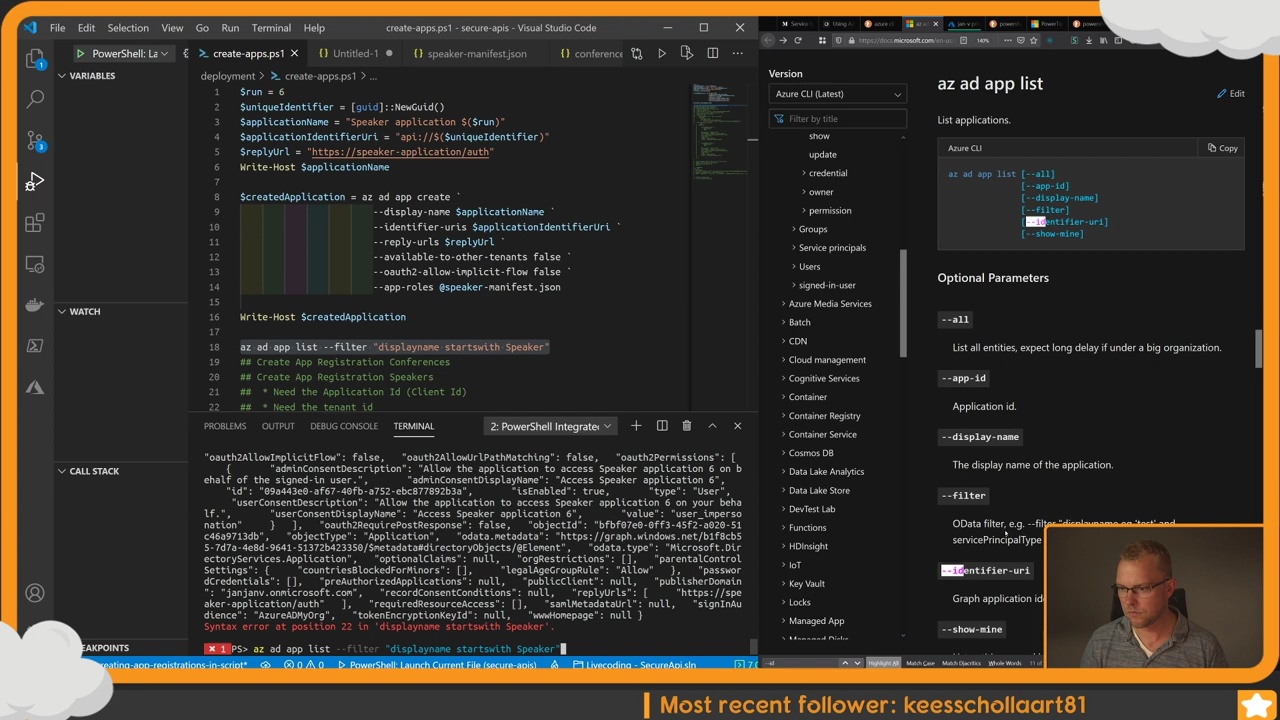 File Edit Selection View Go Run Terminal Help
create-apps.ps1 - secure-apis - Visual Studio Code
PowerShell: La
create-apps.ps1
Untitled-1
speaker-manifest.json
conference
VARIABLES
WATCH
CALL STACK
deployment > create-apps.ps1 > ...
1 $run = 6
2 $uniqueIdentifier = [guid]::NewGuid()
3 $applicationName = "Speaker application $($run)"
4 $applicationIdentifierUri = "api://$($uniqueIdentifier)"
5 $replyUrl = "https://speaker-application/auth"
6 Write-Host $applicationName
7
8 $createdApplication = az ad app create `
9 --display-name $applicationName `
10 --identifier-uris $applicationIdentifierUri `
11 --reply-urls $replyUrl `
12 --available-to-other-tenants false `
13 --oauth2-allow-implicit-flow false `
14 --app-roles @speaker-manifest.json
15
16 Write-Host $createdApplication
17
18 az ad app list --filter "displayname startswith Speaker"
19 ## Create App Registration Conferences
20 ## Create App Registration Speakers
21 ## * Need the Application Id (Client Id)
22 ## * Need the tenant id
PROBLEMS OUTPUT DEBUG CONSOLE TERMINAL
2: PowerShell Integrate
"oauth2AllowImplicitFlow": false, "oauth2AllowUrlPathMatching": false, "oauth2Permissions": [
{ "adminConsentDescription": "Allow the application to access Speaker application 6 on b
ehalf of the signed-in user.", "adminConsentDisplayName": "Access Speaker application 6",
"id": "09a443e0-af67-40fb-a752-ebc877892b3a", "isEnabled": true, "type": "User",
"userConsentDescription": "Allow the application to access Speaker application 6 on your beha
lf.", "userConsentDisplayName": "Access Speaker application 6", "value": "user_imperso
nation" } ], "oauth2RequirePostResponse": false, "objectId": "bfbf07e0-0ff3-45f2-a020-51
c46a9713db", "objectType": "Application", "odata.metadata": "https://graph.windows.net/b1f8cb5
5-7d7a-4e8d-9641-51372b423350/$metadata#directoryObjects/@Element", "odata.type": "Microsoft.Dir
ectoryServices.Application", "optionalClaims": null, "orgRestrictions": [], "parentalControl
Settings": { "countriesBlockedForMinors": [], "legalAgeGroupRule": "Allow" }, "passwor
dCredentials": [], "preAuthorizedApplications": null, "publicClient": null, "publisherDomain
": "janjanv.onmicrosoft.com", "recordConsentConditions": null, "replyUrls": [ "https://spe
aker-application/auth" ], "requiredResourceAccess": [], "samlMetadataUrl": null, "signInAu
dience": "AzureADMyOrg", "tokenEncryptionKeyId": null, "wwwHomepage": null }
Syntax error at position 22 in 'displayname startswith Speaker'.
1 PS> az ad app list --filter "displayname startswith Speaker"
EAKPOINTS
creating-app-registrations-in-script* 0 0 PowerShell: Launch Current File (secure-apis) Livecoding - SecureApi.sln
https://docs.microsoft.com/en-us 140%
Version
Azure CLI (Latest)
Filter by title
show
update
credential
owner
permission
Groups
Service principals
Users
signed-in-user
Azure Media Services
Batch
CDN
Cloud management
Cognitive Services
Container
Container Registry
Container Service
Cosmos DB
Data Lake Analytics
Data Lake Store
DevTest Lab
Functions
HDInsight
IoT
Key Vault
Locks
Managed App
az ad app list
Edit
List applications.
Azure CLI
Copy
az ad app list [--all]
[--app-id]
[--display-name]
[--filter]
[--identifier-uri]
[--show-mine]
Optional Parameters
--all
List all entities, expect long delay if under a big organization.
--app-id
Application id.
--display-name
The display name of the application.
--filter
OData filter, e.g. --filter "displayname eq 'test' and
servicePrincipalType
--identifier-uri
Graph application id
--show-mine
--id Highlight All Match Case Match Diacritics Whole Words
Most recent follower: keesschollaart81